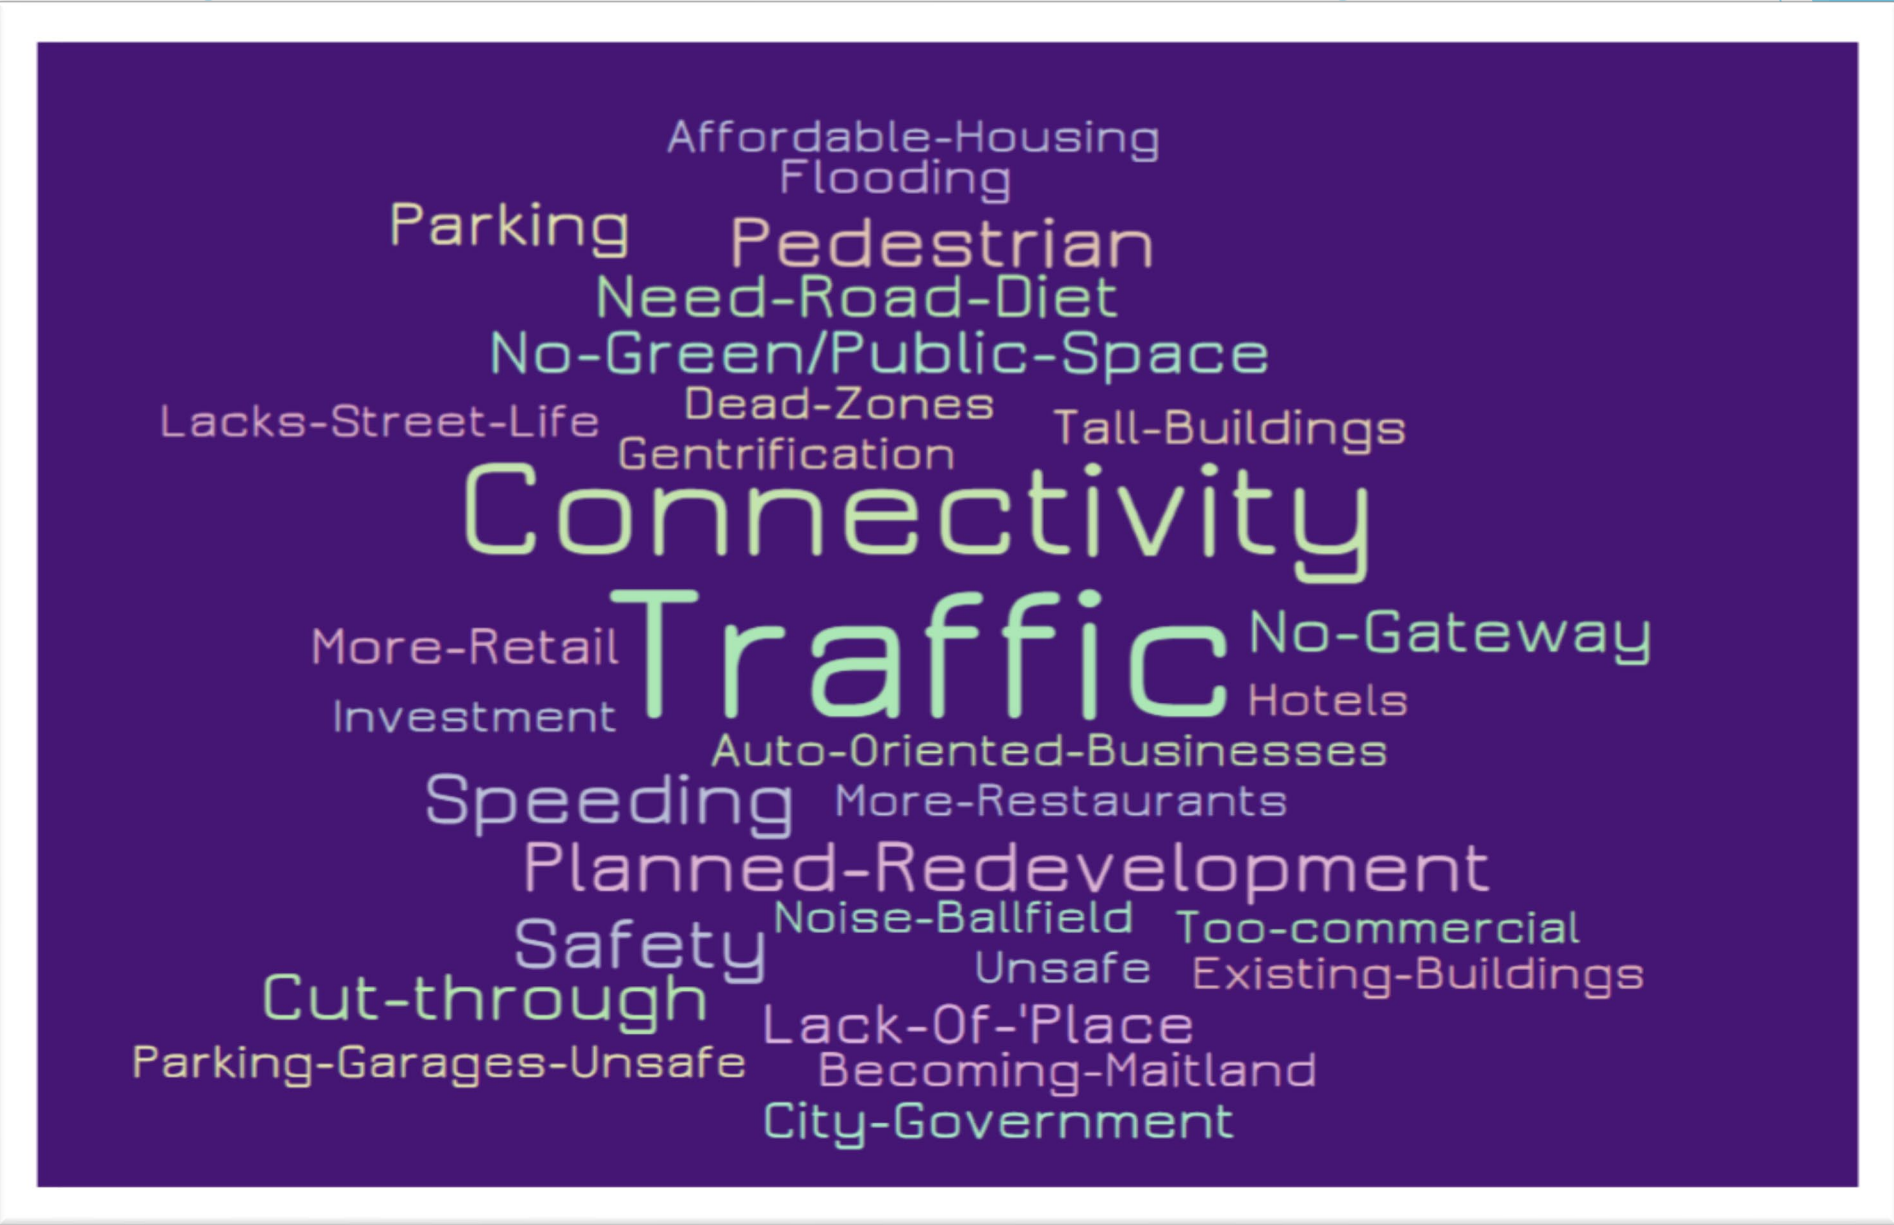 Affordable-Housing
Flooding
Parking
Pedestrian
Need-Road-Diet
No-Green/Public-Space
Dead-Zones
Lacks-Street-Life
Tall-Buildings
Gentrification
Connectivity
Traffic
No-Gateway
More-Retail
Hotels
Investment
Auto-Oriented-Businesses
Speeding
More-Restaurants
Planned-Redevelopment
Noise-Ballfield
Too-commercial
Safety
Unsafe
Existing-Buildings
Cut-through
Lack-Of-'Place
Parking-Garages-Unsafe
Becoming-Maitland
City-Government